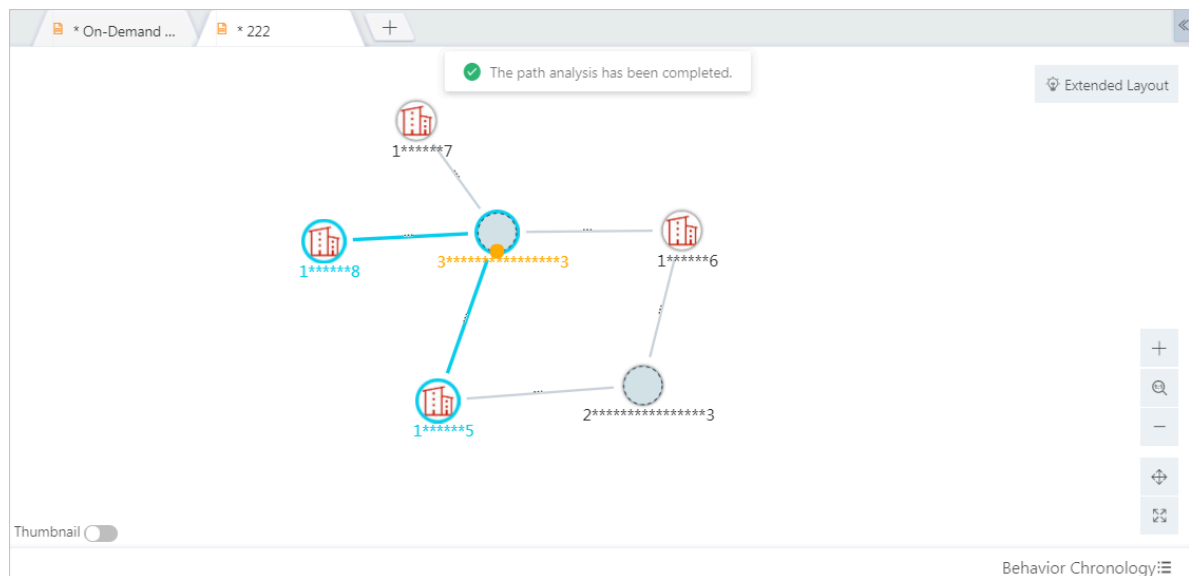 * On-Demand ...
* 222
The path analysis has been completed.
Extended Layout
1******7
1******8
3****************3
1******6
1******5
2****************3
Thumbnail
Behavior Chronology